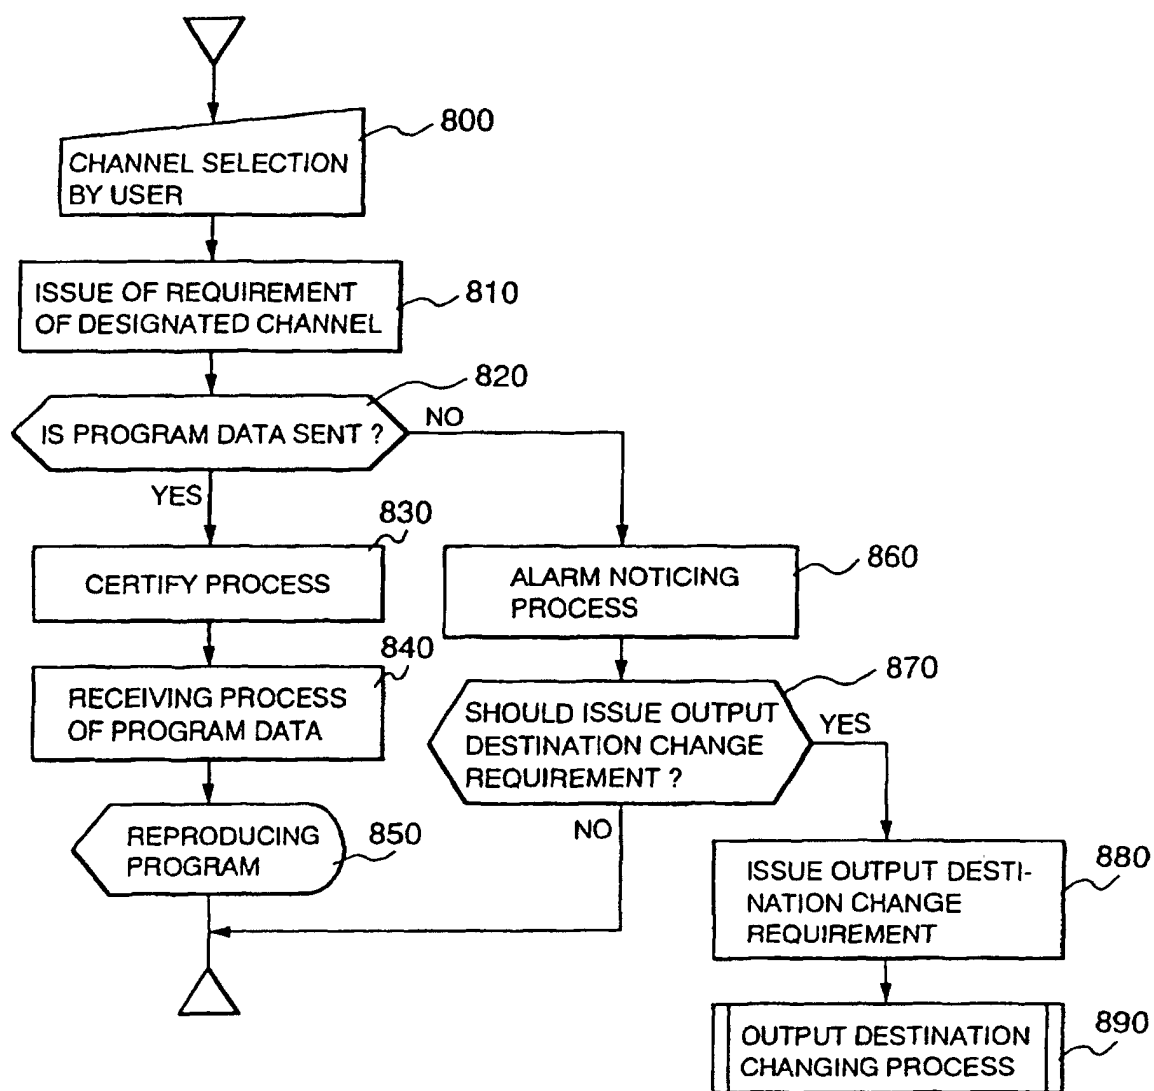 800
CHANNEL SELECTION
BY USER
ISSUE OF REQUIREMENT
OF DESIGNATED CHANNEL
810
820
IS PROGRAM DATA SENT ?
NO
YES
830
CERTIFY PROCESS
ALARM NOTICING
PROCESS
860
840
RECEIVING PROCESS
OF PROGRAM DATA
870
SHOULD ISSUE OUTPUT
DESTINATION CHANGE
REQUIREMENT ?
YES
NO
REPRODUCING
PROGRAM
850
ISSUE OUTPUT DESTI-
NATION CHANGE
REQUIREMENT
880
OUTPUT DESTINATION
CHANGING PROCESS
890